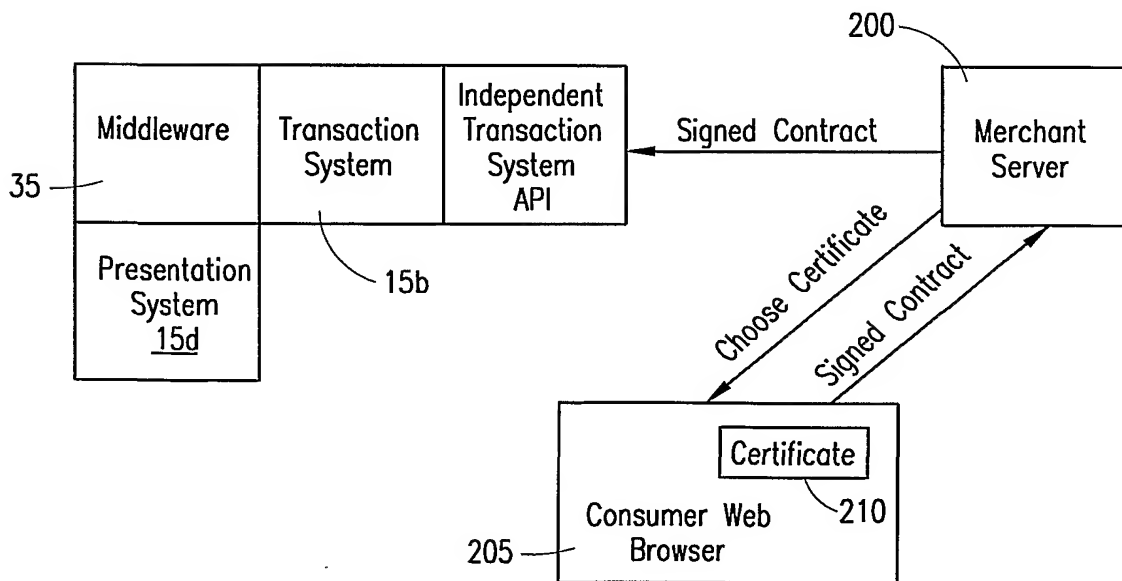 200
Middleware
Transaction
System
Independent
Transaction
System
API
Signed Contract
Merchant
Server
35
Presentation
System
15d
15b
Choose Certificate
Signed Contract
Certificate
210
Consumer Web
Browser
205